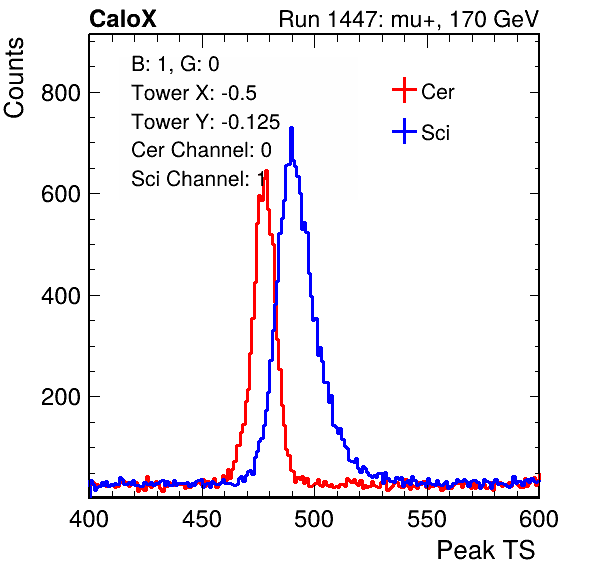 CaloX
Run 1447: mu+, 170 GeV
Counts
B: 1, G: 0
Tower X: -0.5
Tower Y: -0.125
Cer Channel: 0
Sci Channel: 1
Cer
Sci
800
600
400
200
400
450
500
550
600
Peak TS